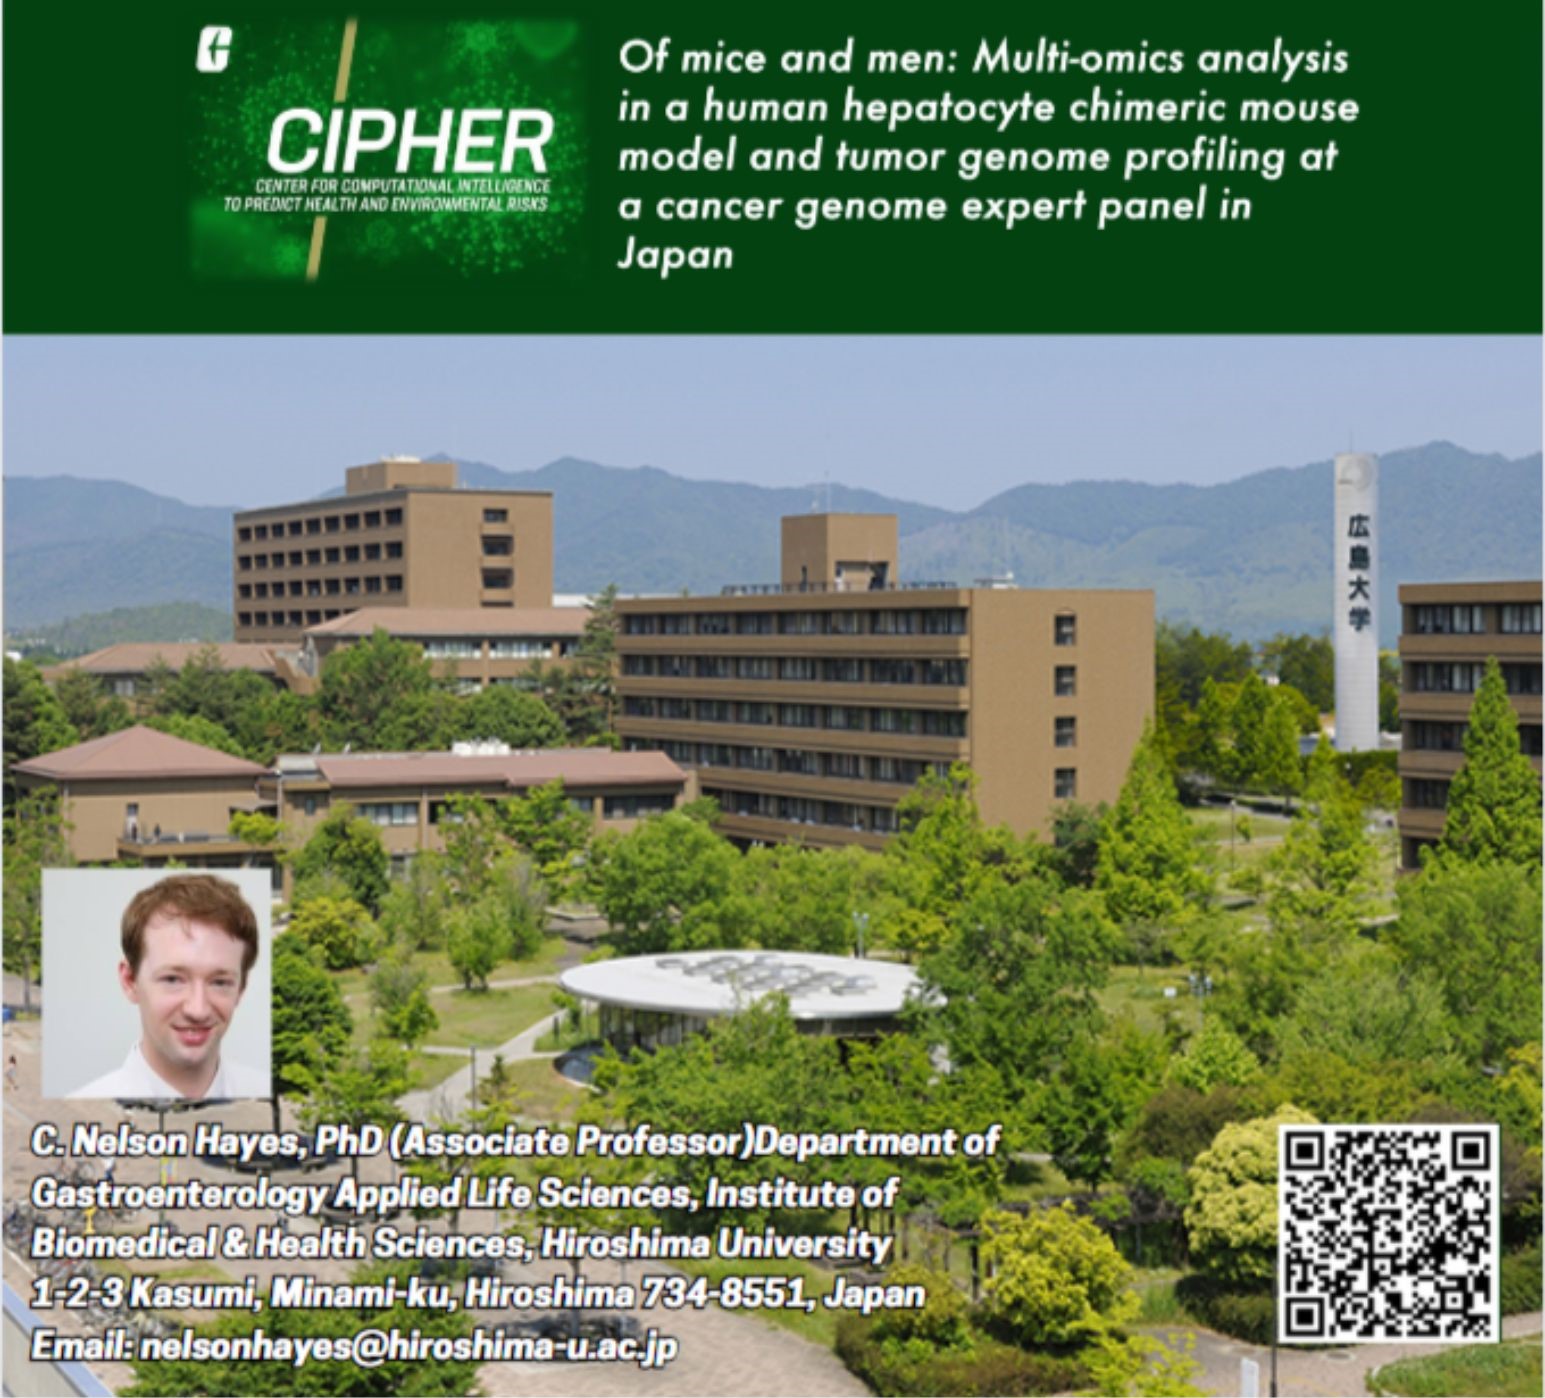 CIPHER
CENTER FOR COMPUTATIONAL INTELLIGENCE
TO PREDICT HEALTH AND ENVIRONMENTAL RISKS
Of mice and men: Multi-omics analysis
in a human hepatocyte chimeric mouse
model and tumor genome profiling at
a cancer genome expert panel in
Japan
広島大学
C. Nelson Hayes, PhD (Associate Professor)Department of
Gastroenterology Applied Life Sciences, Institute of
Biomedical & Health Sciences, Hiroshima University
1-2-3 Kasumi, Minami-ku, Hiroshima 734-8551, Japan
Email: nelsonhayes@hiroshima-u.ac.jp